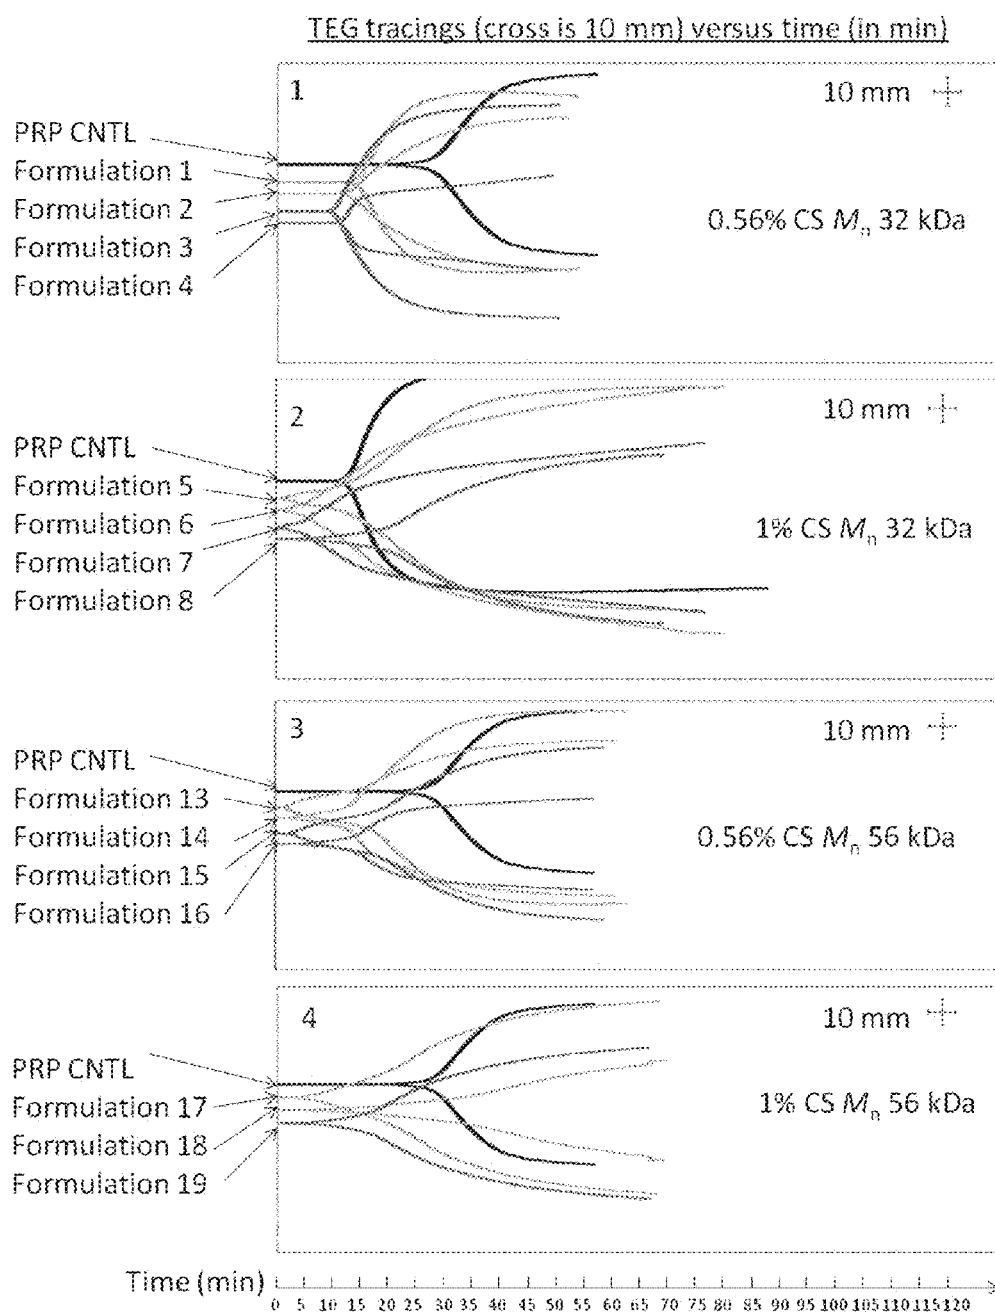 TEG tracings (cross is 10 mm) versus time (in min)
1
10 mm
PRP CNTL
Formulation 1
Formulation 2
Formulation 3
Formulation 4
0.56% CS Mn 32 kDa
2
10 mm
PRP CNTL
Formulation 5
Formulation 6
Formulation 7
Formulation 8
1% CS Mn 32 kDa
3
10 mm
PRP CNTL
Formulation 13
Formulation 14
Formulation 15
Formulation 16
0.56% CS Mn 56 kDa
4
10 mm
PRP CNTL
Formulation 17
Formulation 18
Formulation 19
1% CS Mn 56 kDa
Time (min)
0 5 10 15 20 25 30 35 40 45 50 55 60 65 70 75 80 85 90 95 100 105 110 115 120